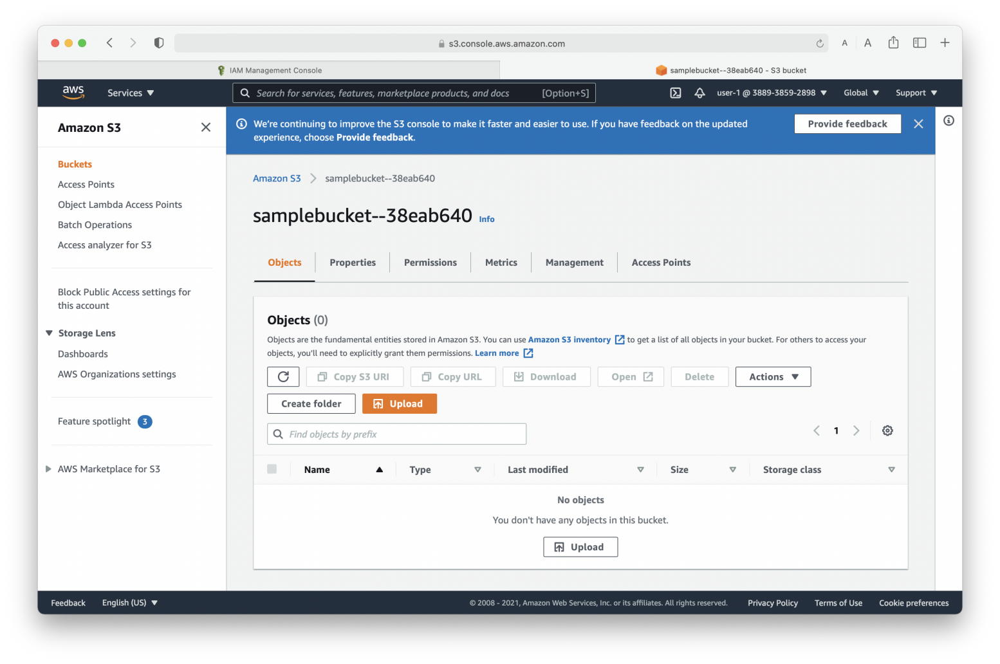 s3.console.aws.amazon.com
A A
IAM Management Console
samplebucket--38eab640 - S3 bucket
aws
Services
Search for services, features, marketplace products, and docs [Option+S]
user-1 @ 3889-3859-2898
Global
Support
Amazon S3
Buckets
Access Points
Object Lambda Access Points
Batch Operations
Access analyzer for S3
Block Public Access settings for
this account
Storage Lens
Dashboards
AWS Organizations settings
Feature spotlight 3
AWS Marketplace for S3
We're continuing to improve the S3 console to make it faster and easier to use. If you have feedback on the updated
experience, choose Provide feedback.
Provide feedback
Amazon S3 samplebucket--38eab640
samplebucket--38eab640 Info
Objects Properties Permissions Metrics Management Access Points
Objects (0)
Objects are the fundamental entities stored in Amazon S3. You can use Amazon S3 inventory to get a list of all objects in your bucket. For others to access your
objects, you'll need to explicitly grant them permissions. Learn more
Copy S3 URI Copy URL Download Open Delete Actions
Create folder Upload
Find objects by prefix
1
Name Type Last modified Size Storage class
No objects
You don't have any objects in this bucket.
Upload
Feedback English (US) © 2008 - 2021, Amazon Web Services, Inc. or its affiliates. All rights reserved. Privacy Policy Terms of Use Cookie preferences